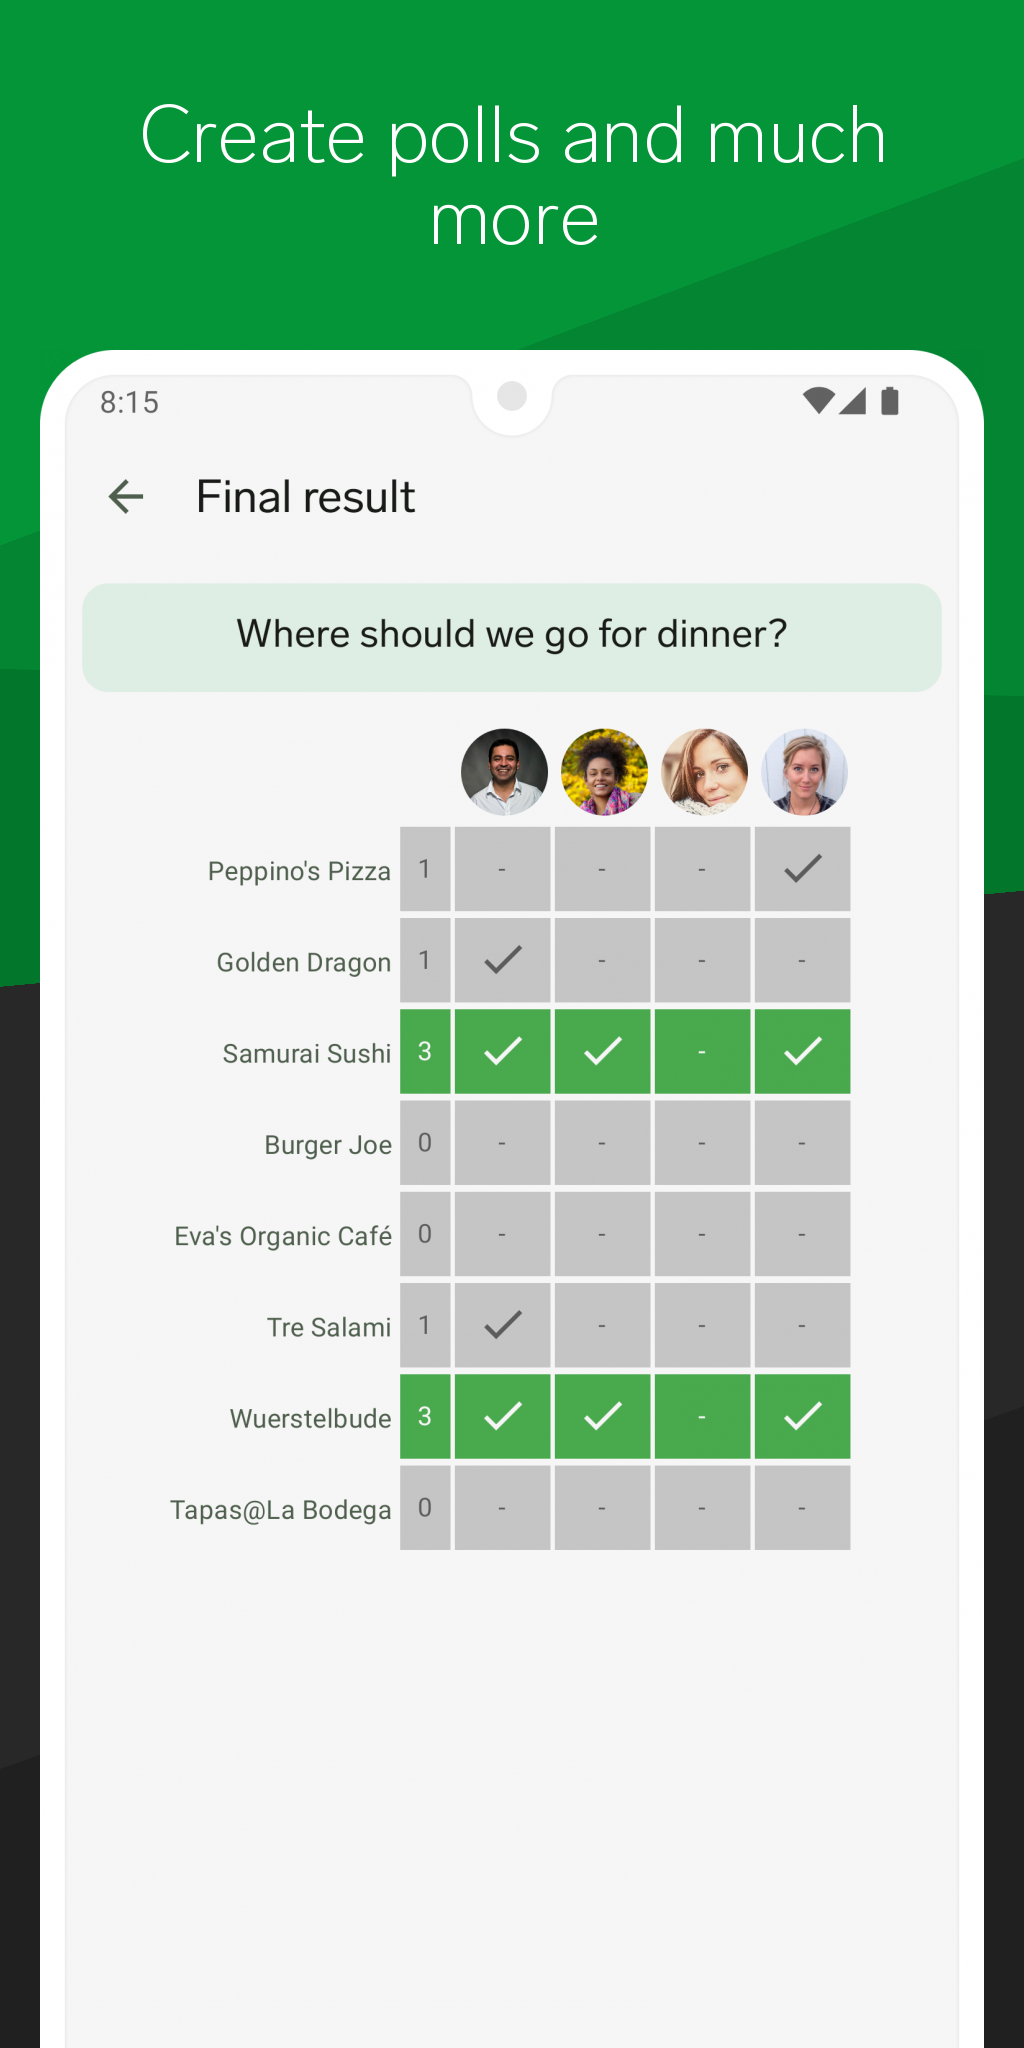 Create polls and much
more
8:15
Final result
Where should we go for dinner?
Peppino's Pizza 1 - - -
Golden Dragon 1 - - -
Samurai Sushi 3 -
Burger Joe 0 - - - -
Eva's Organic Café 0 - - - -
Tre Salami 1 - - -
Wuerstelbude 3 -
Tapas@La Bodega 0 - - - -